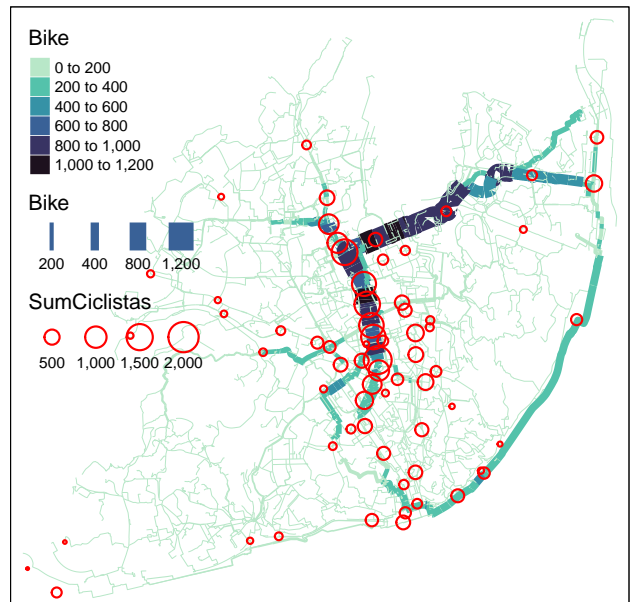 Bike
0 to 200
200 to 400
400 to 600
600 to 800
800 to 1,000
1,000 to 1,200
Bike
200 400 800 1,200
SumCiclistas
500 1,000 1,500 2,000